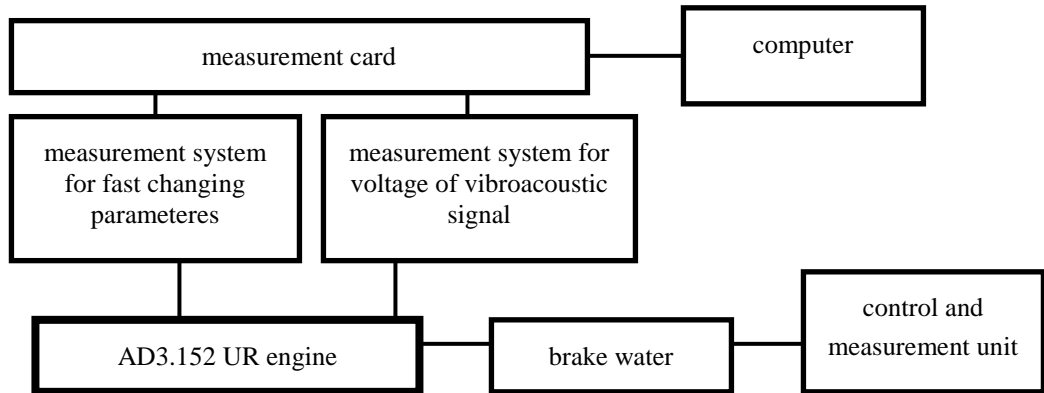 measurement card
computer
measurement system
for fast changing
parameteres
measurement system for
voltage of vibroacoustic
signal
AD3.152 UR engine
brake water
control and
measurement unit